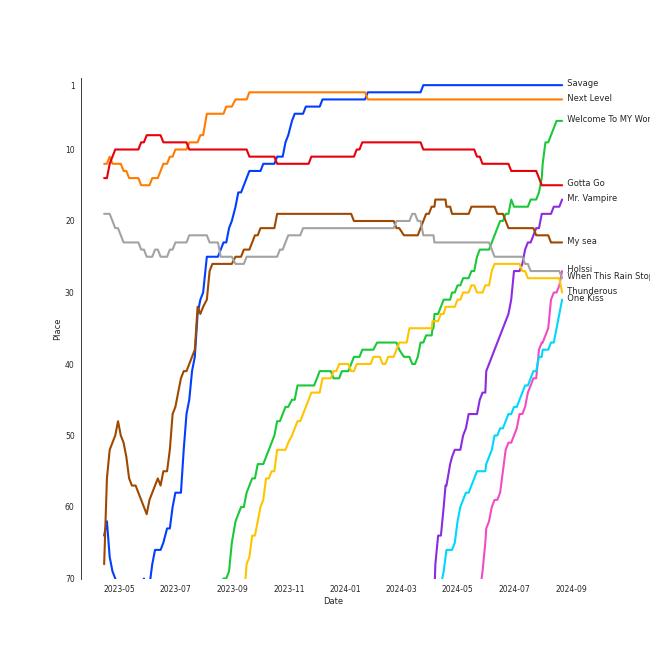 1
10
20
30
40
50
60
70
Place
2023-05
2023-07
2023-09
2023-11
2024-01
2024-03
2024-05
2024-07
2024-09
Date
Savage
Next Level
Welcome To MY Wor
Gotta Go
Mr. Vampire
My sea
Holssi
When This Rain Stop
Thunderous
One Kiss